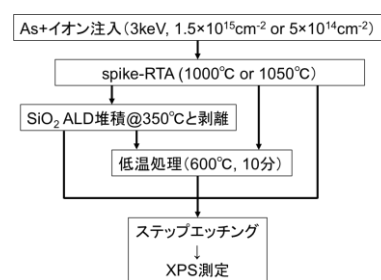 As+イオン注入(3keV, 1.5×10¹⁵cm⁻² or 5×10¹⁴cm⁻²)
spike-RTA (1000℃ or 1050℃)
SiO₂ ALD堆積@350℃と剥離
低温処理(600℃, 10分)
ステップエッチング
↓
XPS測定